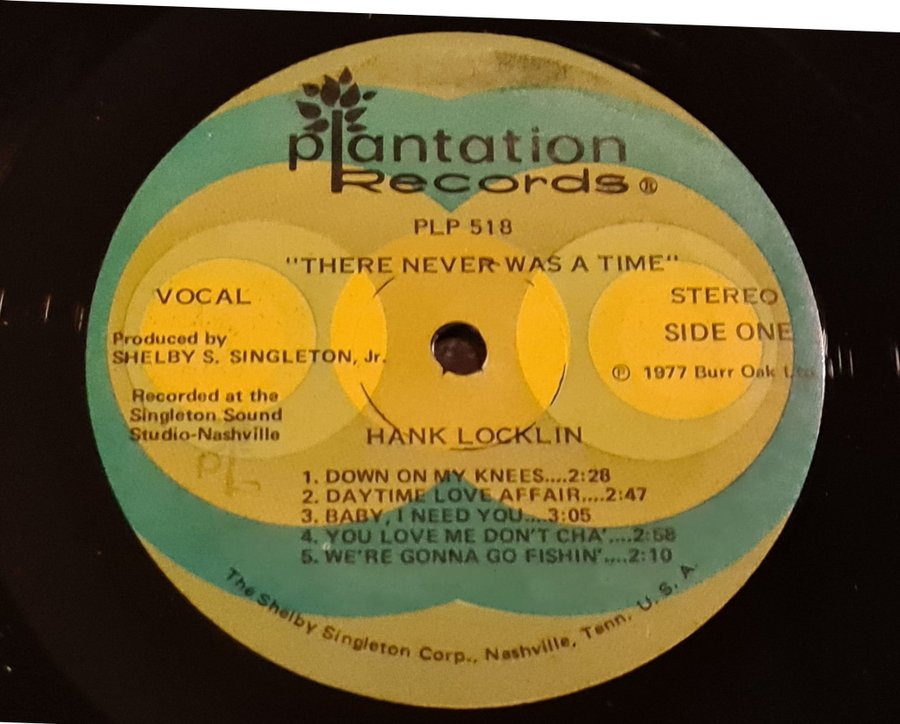 plantation
Records ®
PLP 518
"THERE NEVER WAS A TIME"
VOCAL
STEREO
SIDE ONE
Produced by
SHELBY S. SINGLETON, Jr.
℗ 1977 Burr Oak Ltd.
Recorded at the
Singleton Sound
Studio-Nashville
HANK LOCKLIN
PL
1. DOWN ON MY KNEES....2:28
2. DAYTIME LOVE AFFAIR....2:47
3. BABY, I NEED YOU....3:05
4. YOU LOVE ME DON'T CHA'....2:58
5. WE'RE GONNA GO FISHIN'....2:10
The Shelby Singleton Corp., Nashville, Tenn. U. S. A.